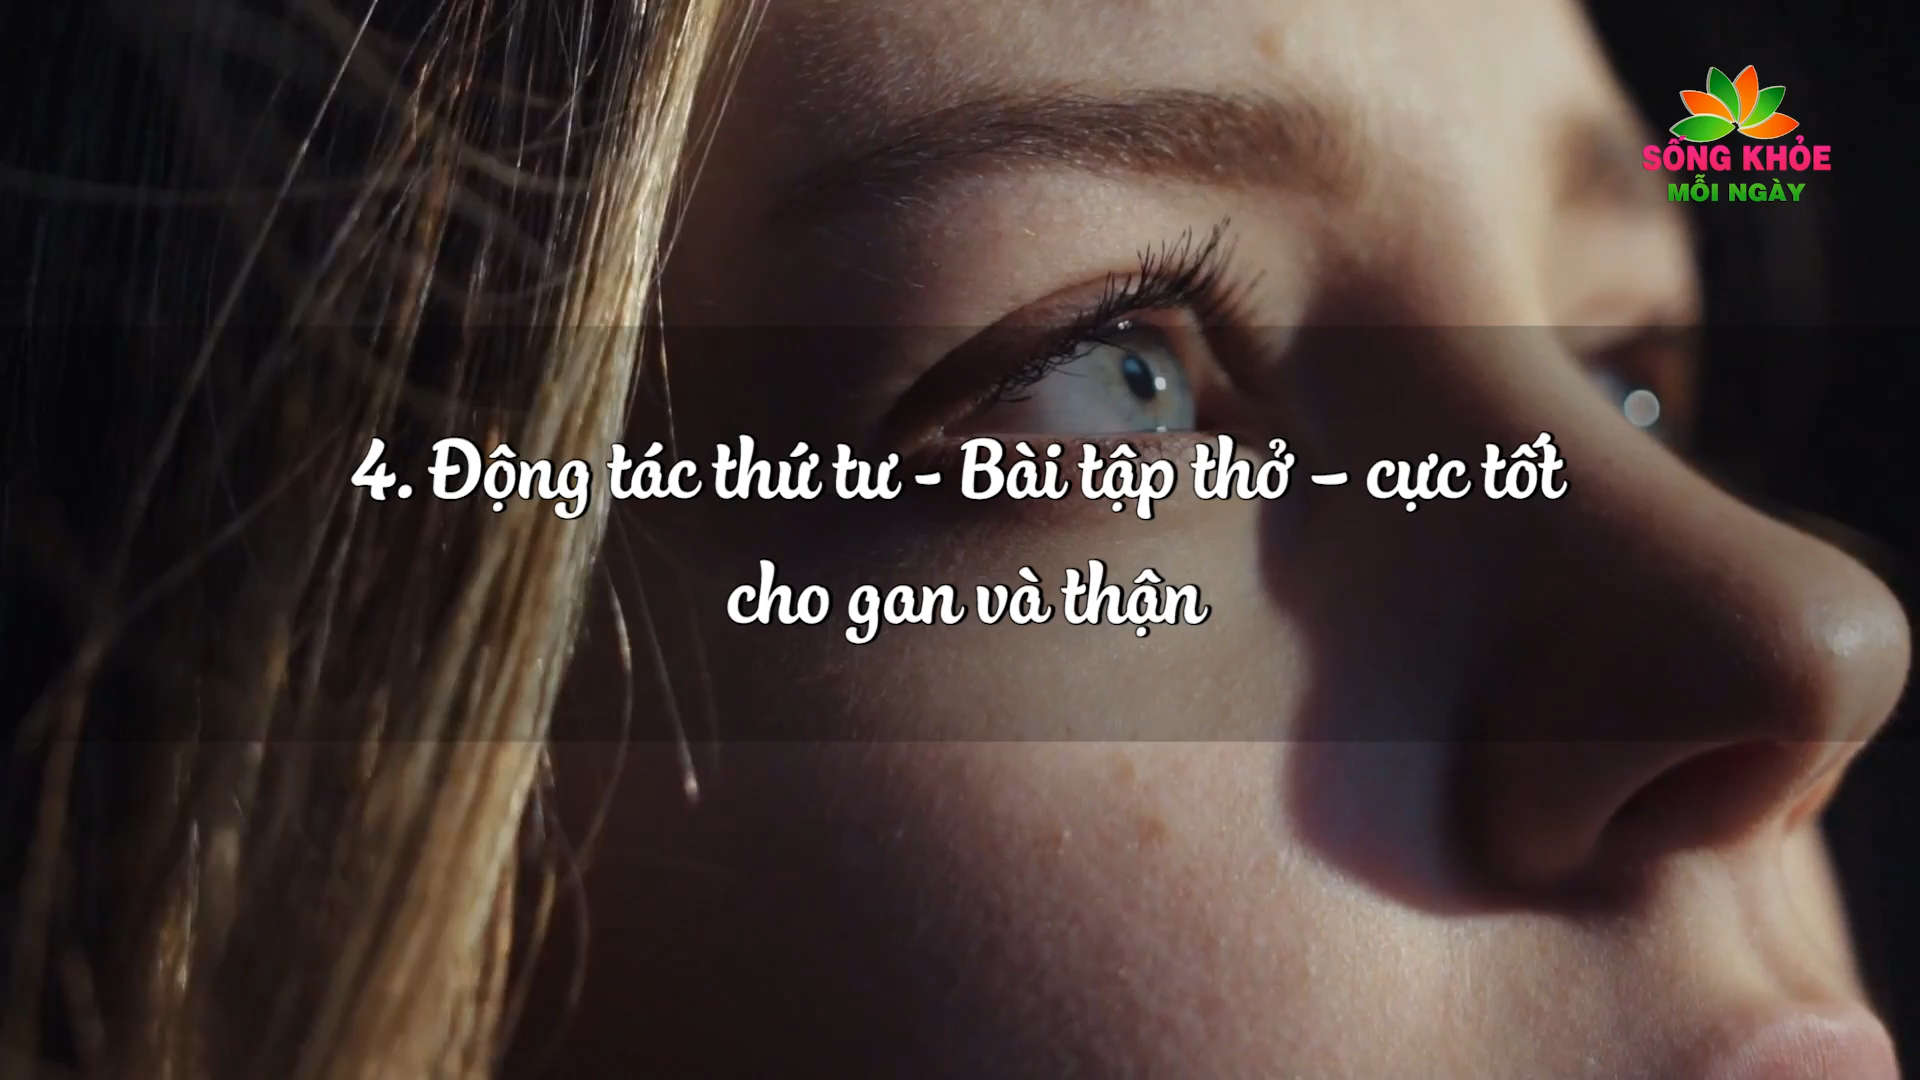 SỐNG KHỎE
MỖI NGÀY
4. Động tác thứ tư - Bài tập thở – cực tốt
cho gan và thận